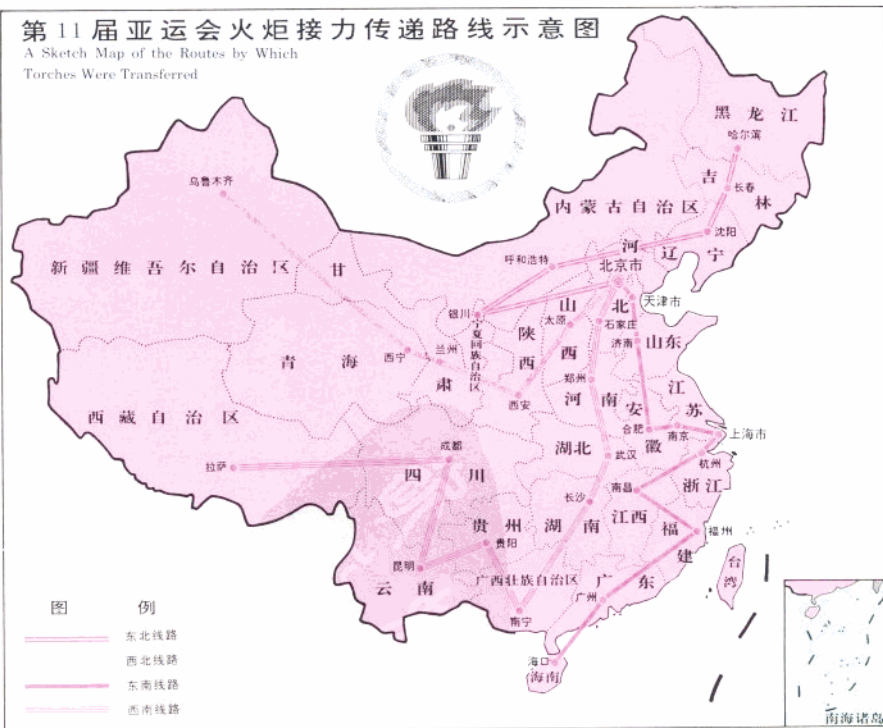 第11届亚运会火炬接力传递路线示意图
A Sketch Map of the Routes by Which
Torches Were Transferred
黑龙江
哈尔滨
吉林
长春
乌鲁木齐
内蒙古自治区
沈阳
辽宁
河北
呼和浩特
北京市
新疆维吾尔自治区
甘肃
天津市
银川
宁夏回族自治区
山西
太原
石家庄
陕西
济南
山东
青海
西宁
兰州
郑州
河南
西安
江苏
安徽
西藏自治区
合肥
南京
上海市
成都
湖北
武汉
杭州
拉萨
四川
南昌
浙江
长沙
贵州
湖南
江西
福建
福州
贵阳
昆明
台湾
云南
广西壮族自治区
广东
广州
南宁
海口
海南
图例
东北线路
西北线路
东南线路
西南线路
南海诸岛